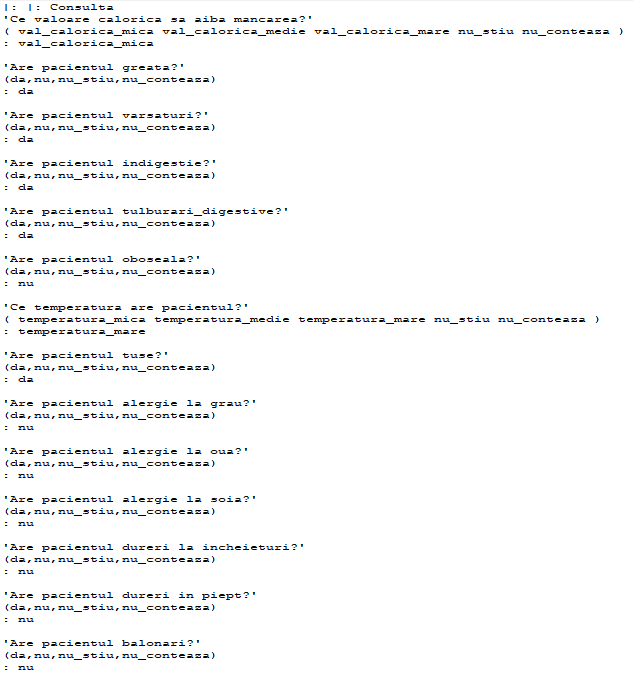 |: |: Consulta
'Ce valoare calorica sa aiba mancarea?'
( val_calorica_mica val_calorica_medie val_calorica_mare nu_stiu nu_conteaza )
: val_calorica_mica
'Are pacientul greata?'
(da,nu,nu_stiu,nu_conteaza)
: da
'Are pacientul varsaturi?'
(da,nu,nu_stiu,nu_conteaza)
: da
'Are pacientul indigestie?'
(da,nu,nu_stiu,nu_conteaza)
: da
'Are pacientul tulburari_digestive?'
(da,nu,nu_stiu,nu_conteaza)
: da
'Are pacientul oboseala?'
(da,nu,nu_stiu,nu_conteaza)
: nu
'Ce temperatura are pacientul?'
( temperatura_mica temperatura_medie temperatura_mare nu_stiu nu_conteaza )
: temperatura_mare
'Are pacientul tuse?'
(da,nu,nu_stiu,nu_conteaza)
: da
'Are pacientul alergie la grau?'
(da,nu,nu_stiu,nu_conteaza)
: nu
'Are pacientul alergie la oua?'
(da,nu,nu_stiu,nu_conteaza)
: nu
'Are pacientul alergie la soia?'
(da,nu,nu_stiu,nu_conteaza)
: nu
'Are pacientul dureri la incheieturi?'
(da,nu,nu_stiu,nu_conteaza)
: nu
'Are pacientul dureri in piept?'
(da,nu,nu_stiu,nu_conteaza)
: nu
'Are pacientul balonari?'
(da,nu,nu_stiu,nu_conteaza)
: nu